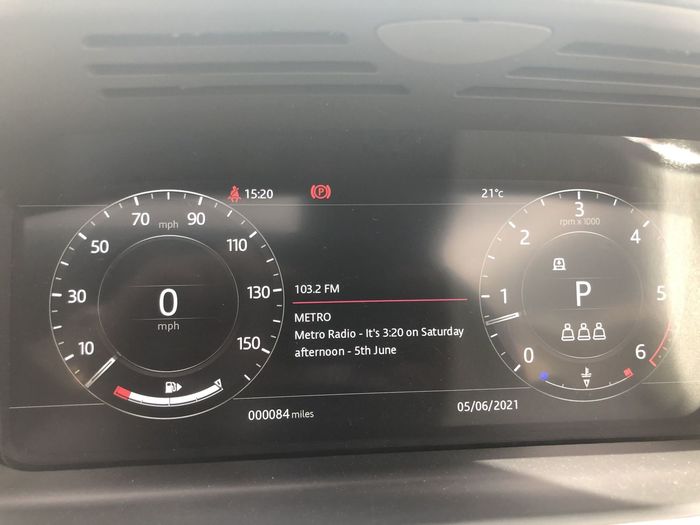 15:20
P
21°c
70
mph
90
50
110
30
130
10
150
0
mph
103.2 FM
METRO
Metro Radio - It's 3:20 on Saturday
afternoon - 5th June
3
rpm x 1000
2
4
1
5
0
6
P
000084 miles
05/06/2021